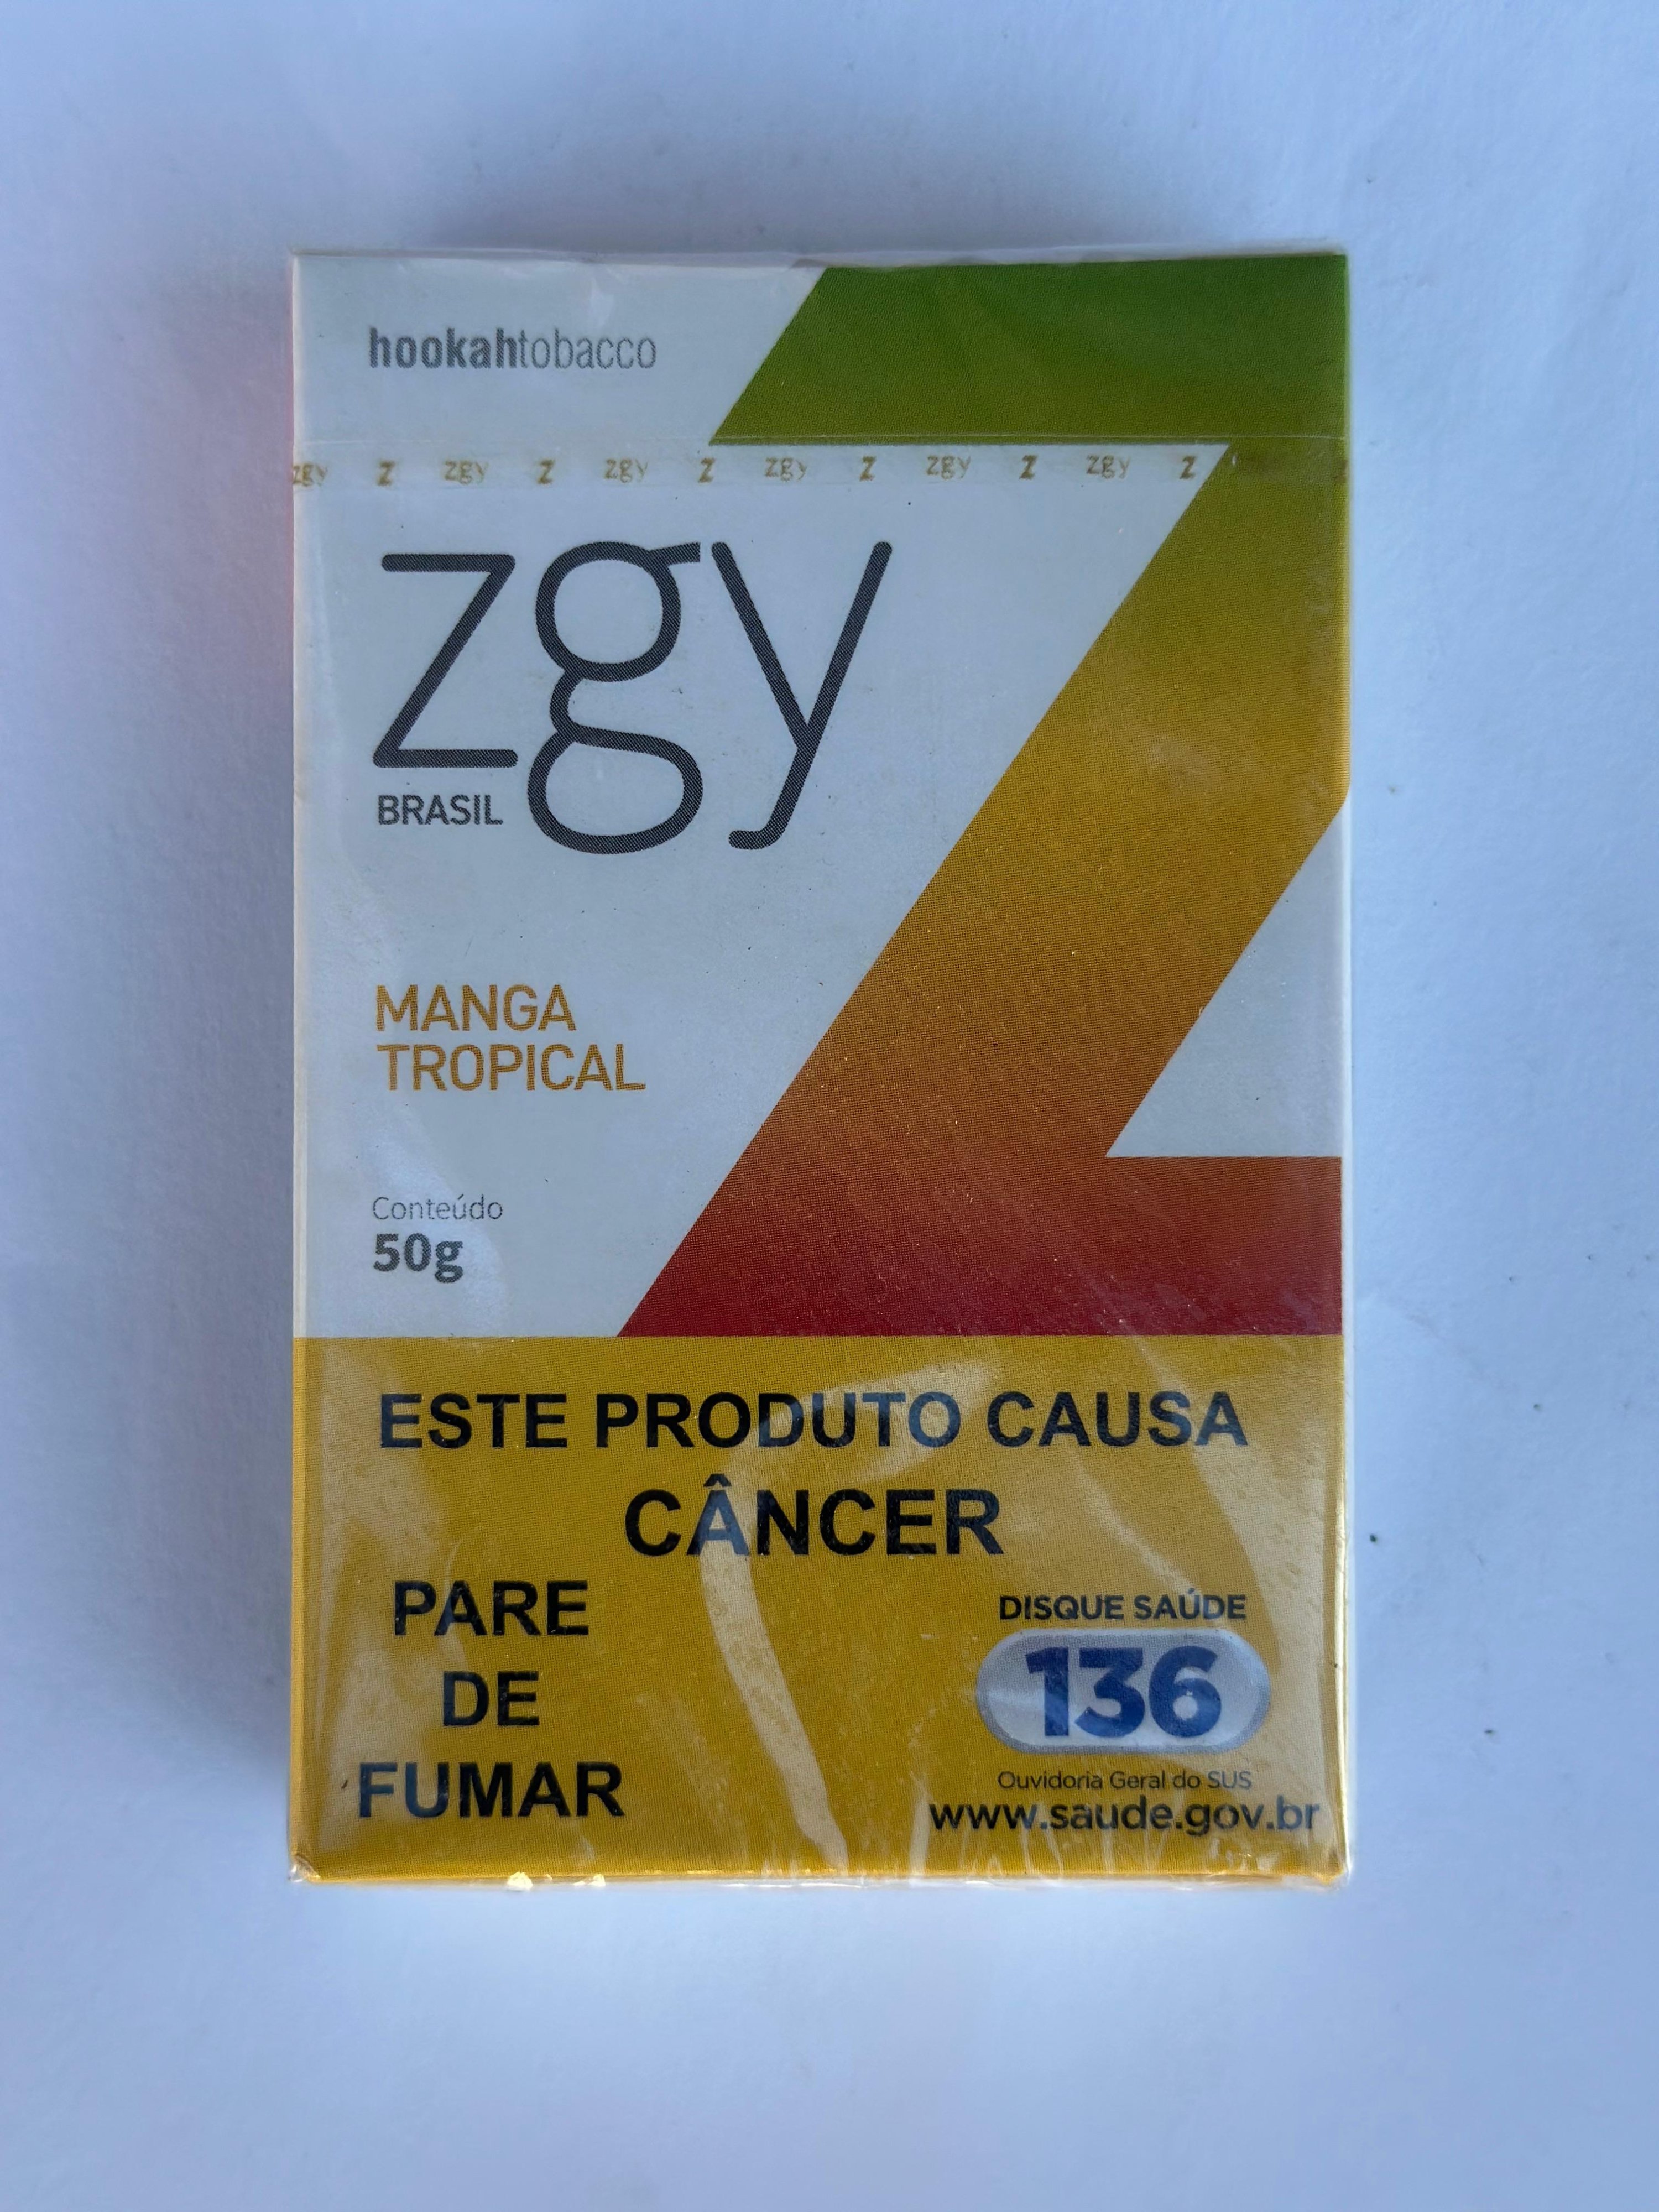 hookahtobacco
zgy Z zgy Z zgy Z zgy Z zgy Z zgy Z
zgy
BRASIL
MANGA
TROPICAL
Conteúdo
50g
ESTE PRODUTO CAUSA
CÂNCER
PARE
DE
FUMAR
DISQUE SAÚDE
136
Ouvidoria Geral do SUS
www.saude.gov.br